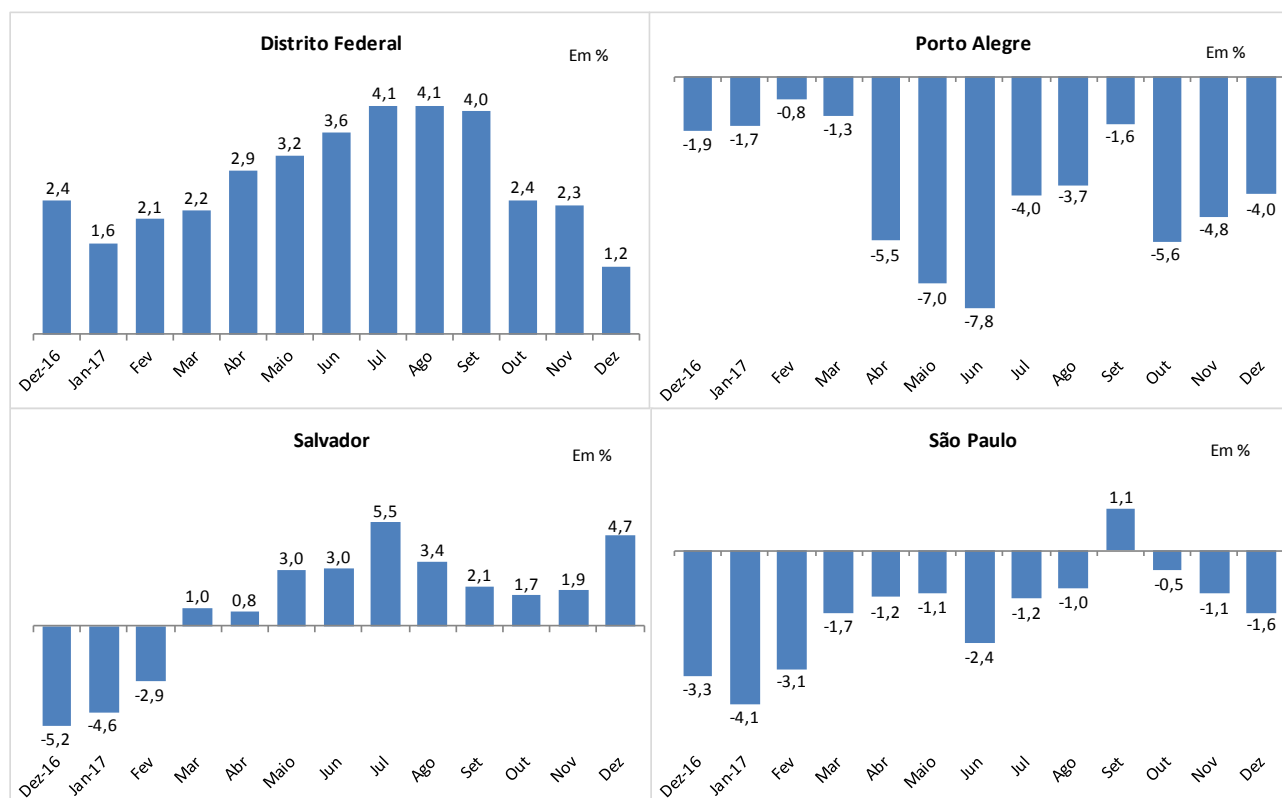 Distrito Federal
Em %
2,4
1,6
2,1
2,2
2,9
3,2
3,6
4,1
4,1
4,0
2,4
2,3
1,2
Dez-16
Jan-17
Fev
Mar
Abr
Maio
Jun
Jul
Ago
Set
Out
Nov
Dez
Porto Alegre
Em %
-1,9
-1,7
-0,8
-1,3
-5,5
-7,0
-7,8
-4,0
-3,7
-1,6
-5,6
-4,8
-4,0
Dez-16
Jan-17
Fev
Mar
Abr
Maio
Jun
Jul
Ago
Set
Out
Nov
Dez
Salvador
Em %
-5,2
-4,6
-2,9
1,0
0,8
3,0
3,0
5,5
3,4
2,1
1,7
1,9
4,7
Dez-16
Jan-17
Fev
Mar
Abr
Maio
Jun
Jul
Ago
Set
Out
Nov
Dez
São Paulo
Em %
-3,3
-4,1
-3,1
-1,7
-1,2
-1,1
-2,4
-1,2
-1,0
1,1
-0,5
-1,1
-1,6
Dez-16
Jan-17
Fev
Mar
Abr
Maio
Jun
Jul
Ago
Set
Out
Nov
Dez